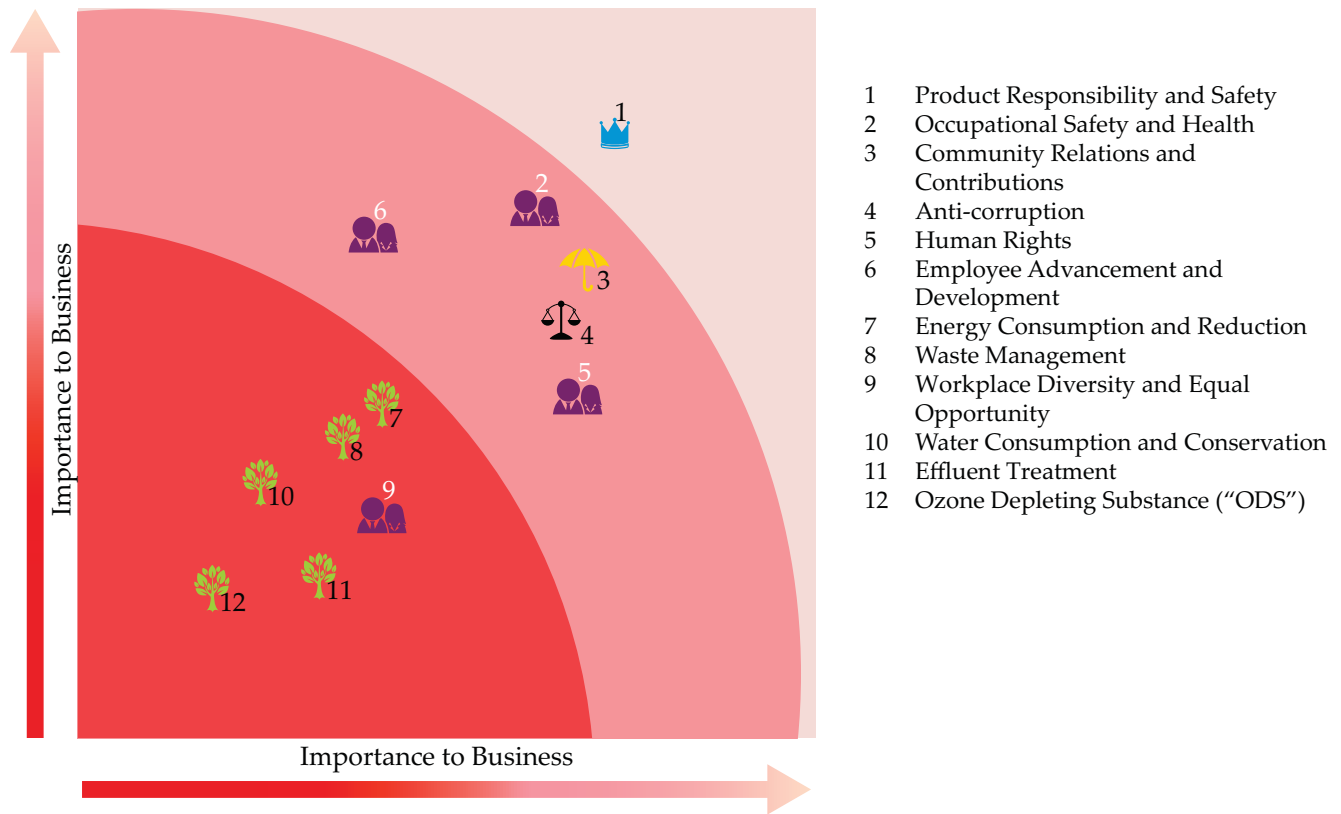 Importance to Business
1
2
6
3
4
5
7
8
10
9
11
12
Importance to Business
1 Product Responsibility and Safety
2 Occupational Safety and Health
3 Community Relations and
Contributions
4 Anti-corruption
5 Human Rights
6 Employee Advancement and
Development
7 Energy Consumption and Reduction
8 Waste Management
9 Workplace Diversity and Equal
Opportunity
10 Water Consumption and Conservation
11 Effluent Treatment
12 Ozone Depleting Substance (“ODS”)